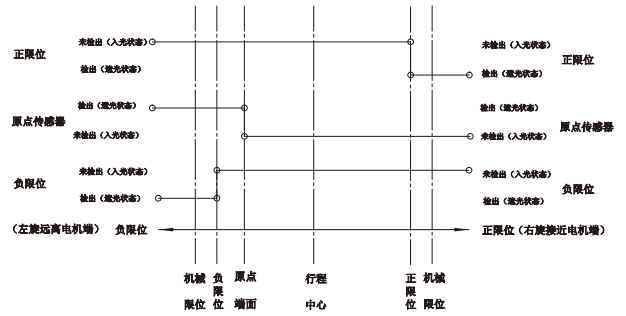 未检出（入光状态） 未检出（入光状态）
正限位 正限位
检出（遮光状态） 检出（遮光状态）
检出（遮光状态） 检出（遮光状态）
原点传感器 原点传感器
未检出（入光状态） 未检出（入光状态）
未检出（入光状态） 未检出（入光状态）
负限位 负限位
检出（遮光状态） 检出（遮光状态）
（左旋远离电机端） 负限位 正限位（右旋接近电机端）
机械 负 原点 行程 正 机械
限
限位 位 端面 中心 限位
限
位